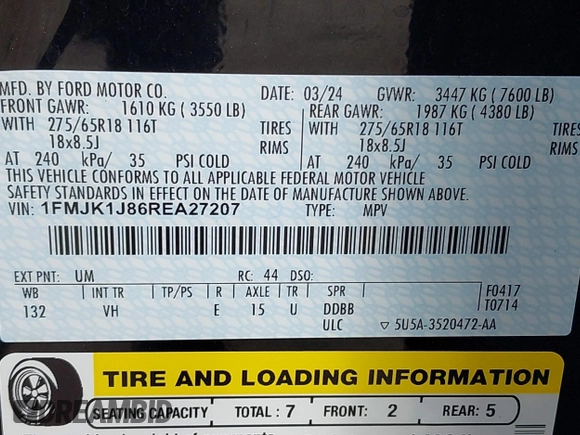 MFD. BY FORD MOTOR CO. DATE: 03/24 GVWR: 3447 KG ( 7600 LB)
FRONT GAWR: 1610 KG ( 3550 LB) REAR GAWR: 1987 KG ( 4380 LB)
WITH 275/65R18 116T TIRES WITH 275/65R18 116T TIRES
18x8.5J RIMS 18x8.5J RIMS
AT 240 kPa/ 35 PSI COLD AT 240 kPa/ 35 PSI COLD
THIS VEHICLE CONFORMS TO ALL APPLICABLE FEDERAL MOTOR VEHICLE
SAFETY STANDARDS IN EFFECT ON THE DATE OF MANUFACTURE SHOWN ABOVE.
VIN: 1FMJK1J86REA27207 TYPE: MPV
EXT PNT: UM RC: 44 DSO:
WB INT TR TP/PS R AXLE TR SPR F0417
132 VH E 15 U DDBB T0714
ULC ▽ 5U5A-3520472-AA
TIRE AND LOADING INFORMATION
SEATING CAPACITY TOTAL : 7 FRONT: 2 REAR: 5
DREAMBID